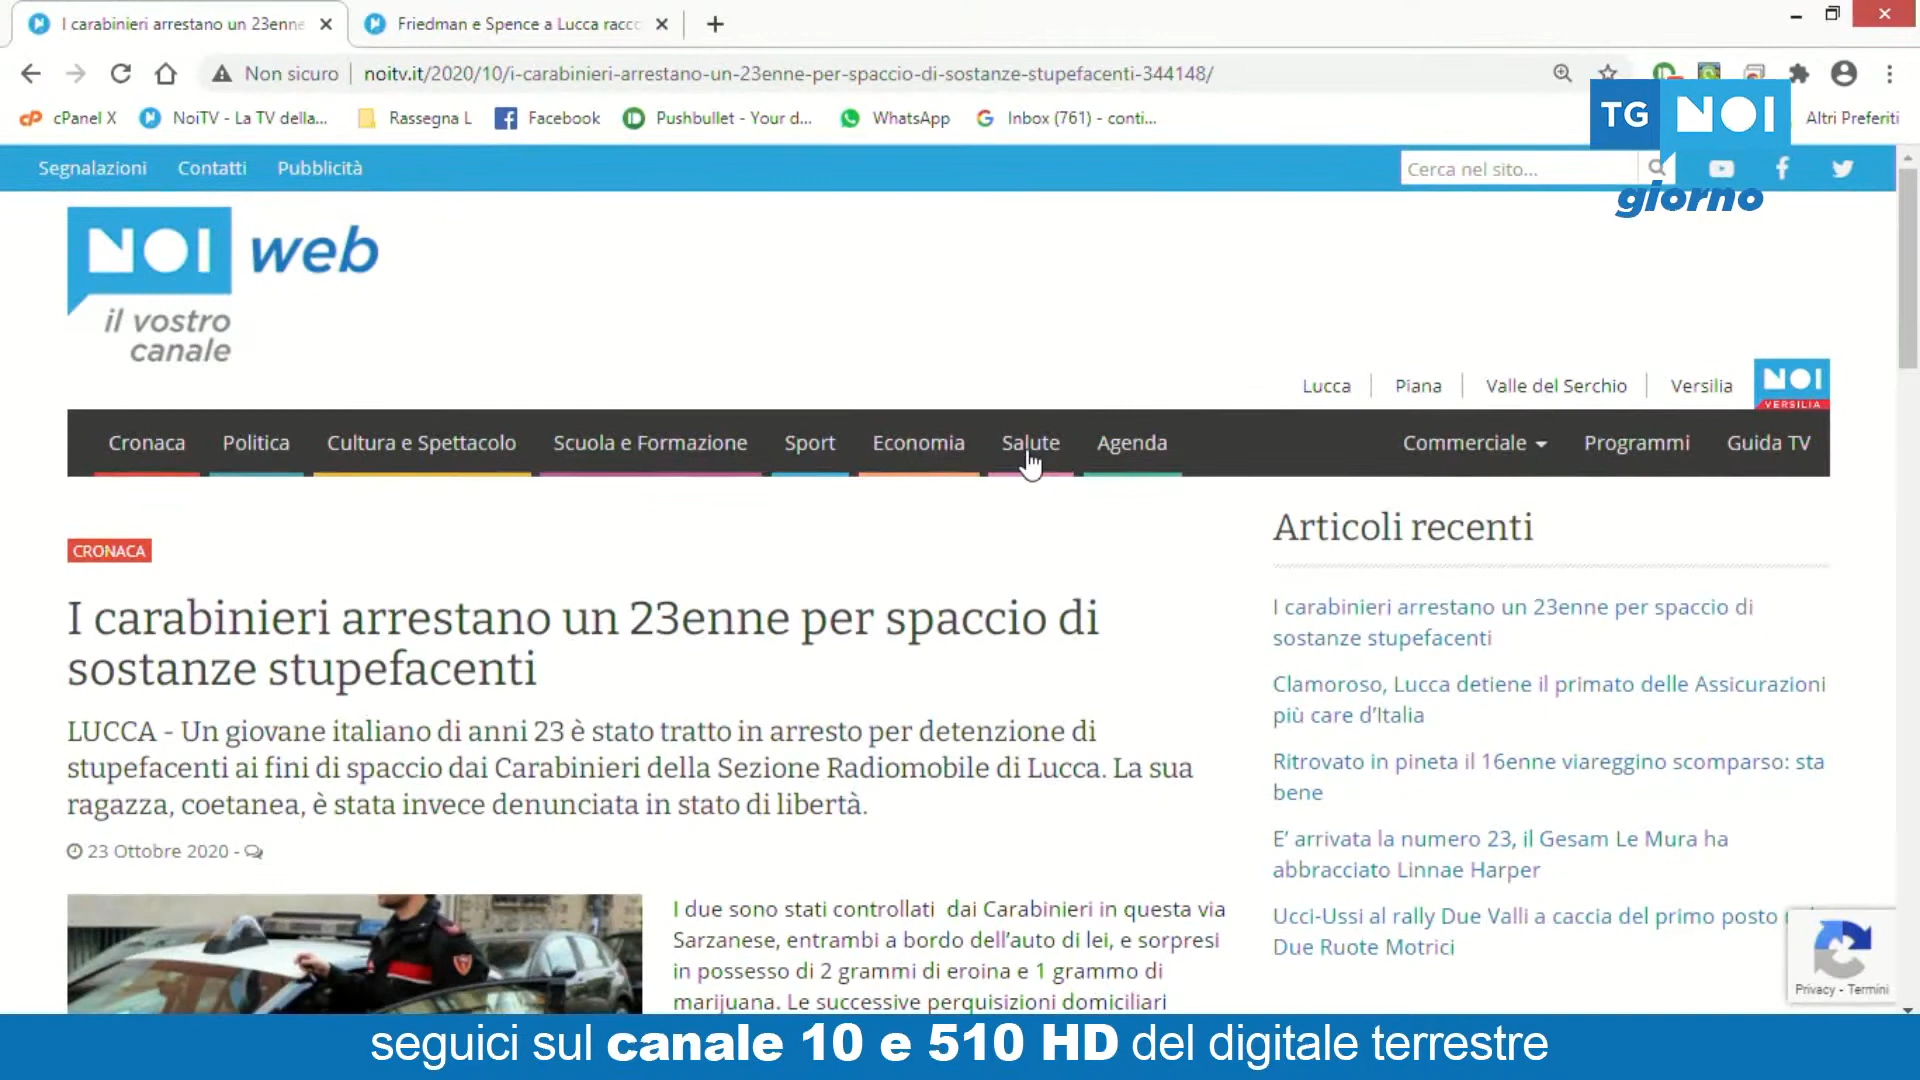 I carabinieri arrestano un 23enne
Friedman e Spence a Lucca racco
Non sicuro
noitv.it/2020/10/i-carabinieri-arrestano-un-23enne-per-spaccio-di-sostanze-stupefacenti-344148/
cPanel X
NoiTV - La TV della...
Rassegna L
Facebook
Pushbullet - Your d...
WhatsApp
Inbox (761) - conti...
Altri Preferiti
TG NOI
giorno
Segnalazioni
Contatti
Pubblicità
Cerca nel sito...
NOI web
il vostro
canale
Lucca
Piana
Valle del Serchio
Versilia
NOI
VERSILIA
Cronaca
Politica
Cultura e Spettacolo
Scuola e Formazione
Sport
Economia
Salute
Agenda
Commerciale
Programmi
Guida TV
CRONACA
I carabinieri arrestano un 23enne per spaccio di
sostanze stupefacenti
LUCCA - Un giovane italiano di anni 23 è stato tratto in arresto per detenzione di
stupefacenti ai fini di spaccio dai Carabinieri della Sezione Radiomobile di Lucca. La sua
ragazza, coetanea, è stata invece denunciata in stato di libertà.
23 Ottobre 2020 -
I due sono stati controllati dai Carabinieri in questa via
Sarzanese, entrambi a bordo dell'auto di lei, e sorpresi
in possesso di 2 grammi di eroina e 1 grammo di
marijuana. Le successive perquisizioni domiciliari
Articoli recenti
I carabinieri arrestano un 23enne per spaccio di
sostanze stupefacenti
Clamoroso, Lucca detiene il primato delle Assicurazioni
più care d'Italia
Ritrovato in pineta il 16enne viareggino scomparso: sta
bene
E' arrivata la numero 23, il Gesam Le Mura ha
abbracciato Linnae Harper
Ucci-Ussi al rally Due Valli a caccia del primo posto
Due Ruote Motrici
Privacy - Termini
seguici sul canale 10 e 510 HD del digitale terrestre